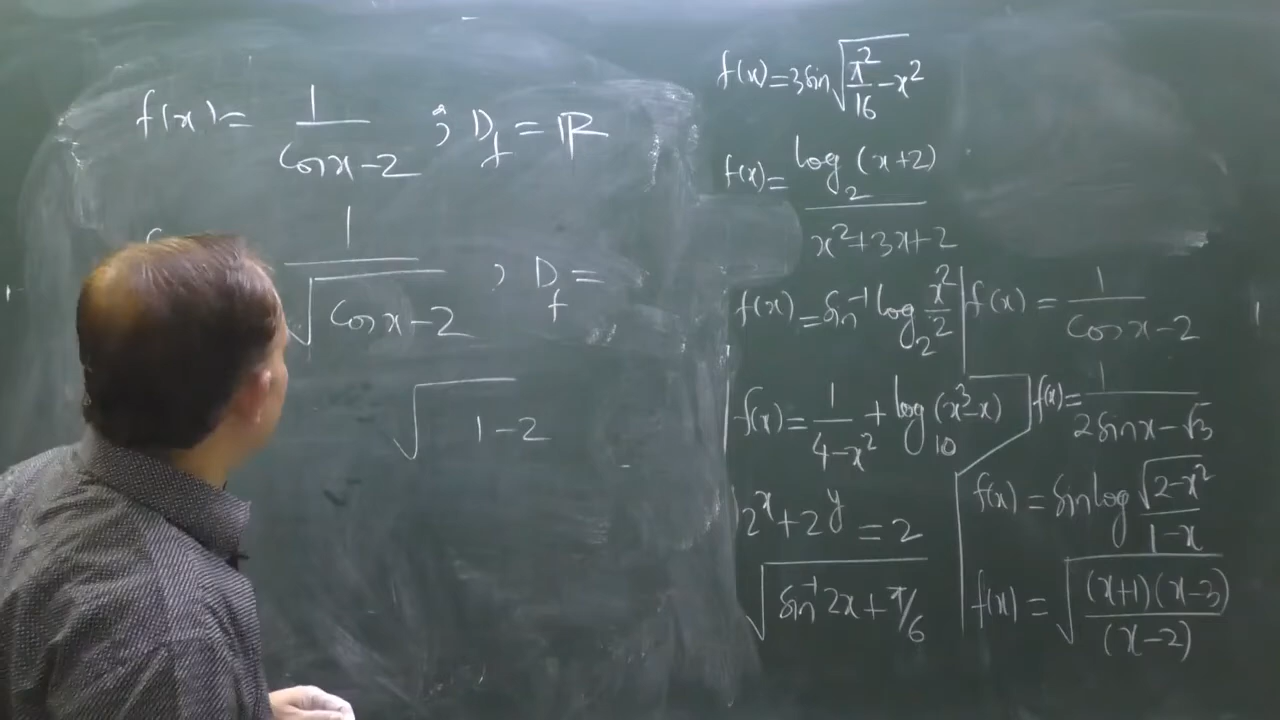 f(x) = 1/(cos x − 2) ; D_f = ℝ
1/√(cos x − 2) ; D_f =
√(1 − 2)
f(x) = 3 sin √(π²/16 − x²)
f(x) = log₂(x+2)/(x²+3x+2)
f(x) = sin⁻¹ log₂ x²/2
f(x) = 1/(4−x²) + log₁₀(x³−x)
2^x + 2^y = 2
√(sin⁻¹ 2x + π/6)
f(x) = 1/(cos x − 2)
f(x) = 1/(2 sin x − √3)
f(x) = sin log (√(2−x²)/(1−x))
f(x) = √((x+1)(x−3)/(x−2))